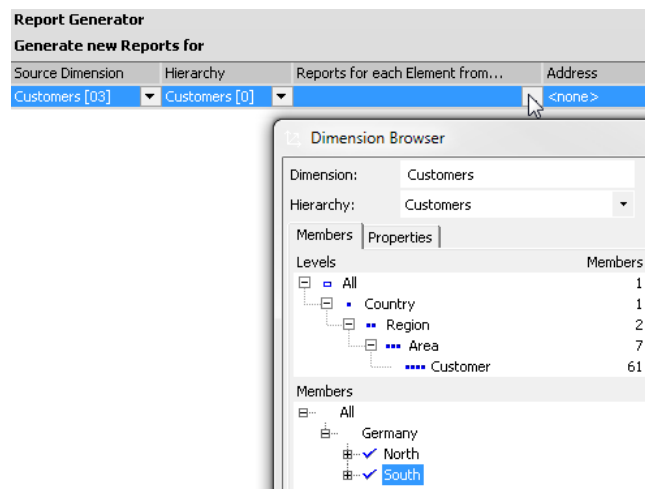 Report Generator
Generate new Reports for
Source Dimension Hierarchy Reports for each Element from... Address
Customers [03] Customers [0] <none>
Dimension Browser
Dimension: Customers
Hierarchy: Customers
Members Properties
Levels Members
All 1
Country 1
Region 2
Area 7
Customer 61
Members
All
Germany
North
South